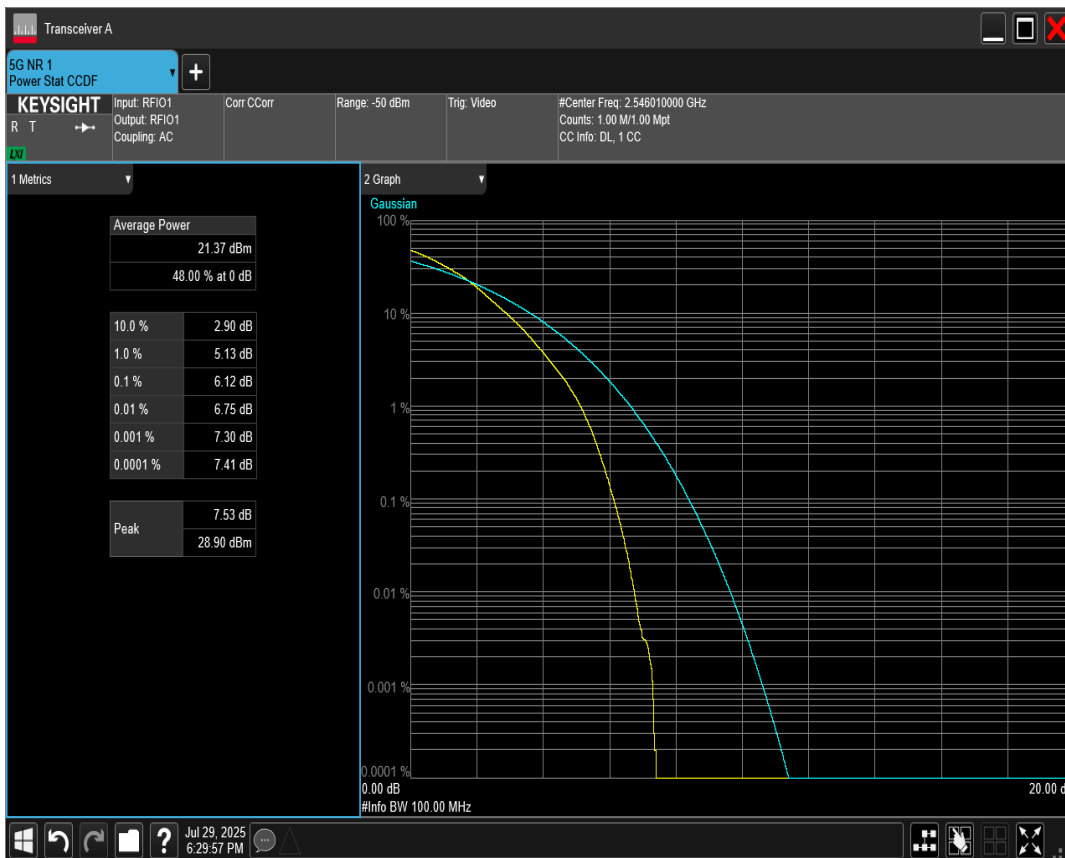 Transceiver A
5G NR 1
Power Stat CCDF
KEYSIGHT
R T
LXI
Input: RFIO1
Output: RFIO1
Coupling: AC
Corr CCorr
Range: -50 dBm
Trig: Video
#Center Freq: 2.546010000 GHz
Counts: 1.00 M/1.00 Mpt
CC Info: DL, 1 CC
1 Metrics
Average Power
21.37 dBm
48.00 % at 0 dB
10.0 % 2.90 dB
1.0 % 5.13 dB
0.1 % 6.12 dB
0.01 % 6.75 dB
0.001 % 7.30 dB
0.0001 % 7.41 dB
Peak
7.53 dB
28.90 dBm
2 Graph
Gaussian
100 %
10 %
1 %
0.1 %
0.01 %
0.001 %
0.0001 %
0.00 dB
20.00 d
#Info BW 100.00 MHz
Jul 29, 2025
6:29:57 PM